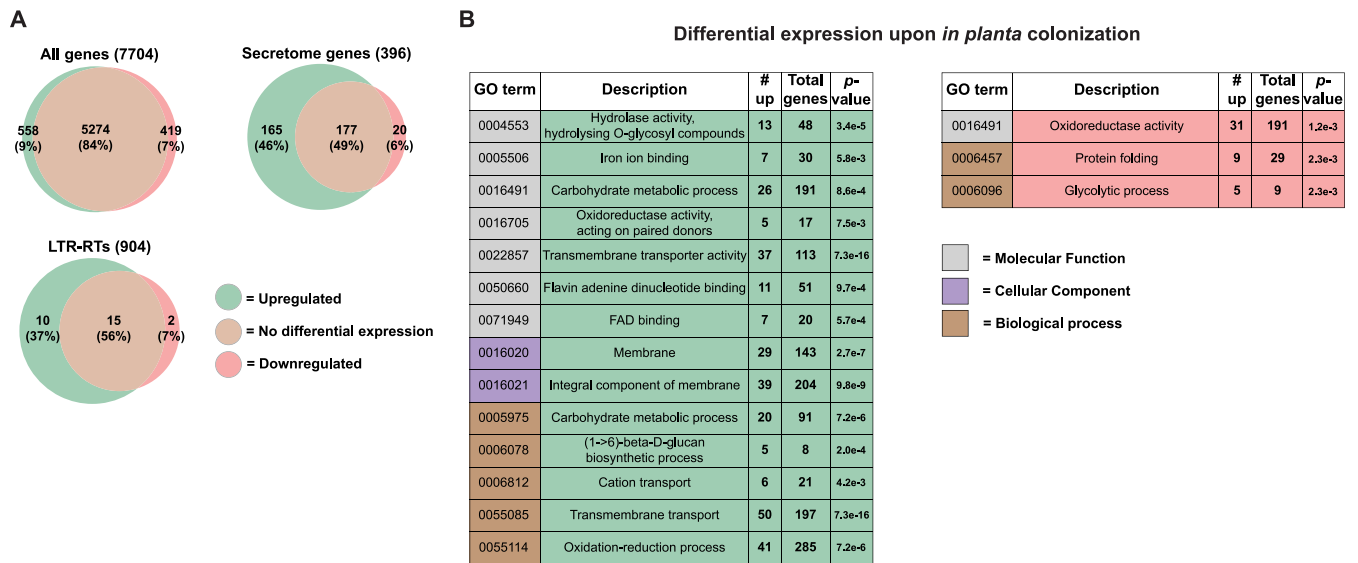 A
All genes (7704)
558
(9%)
5274
(84%)
419
(7%)
Secretome genes (396)
165
(46%)
177
(49%)
20
(6%)
LTR-RTs (904)
10
(37%)
15
(56%)
2
(7%)
= Upregulated
= No differential expression
= Downregulated
B
Differential expression upon in planta colonization
GO term Description # up Total genes p-value
0004553 Hydrolase activity, hydrolysing O-glycosyl compounds 13 48 3.4e-5
0005506 Iron ion binding 7 30 5.8e-3
0016491 Carbohydrate metabolic process 26 191 8.6e-4
0016705 Oxidoreductase activity, acting on paired donors 5 17 7.5e-3
0022857 Transmembrane transporter activity 37 113 7.3e-16
0050660 Flavin adenine dinucleotide binding 11 51 9.7e-4
0071949 FAD binding 7 20 5.7e-4
0016020 Membrane 29 143 2.7e-7
0016021 Integral component of membrane 39 204 9.8e-9
0005975 Carbohydrate metabolic process 20 91 7.2e-6
0006078 (1->6)-beta-D-glucan biosynthetic process 5 8 2.0e-4
0006812 Cation transport 6 21 4.2e-3
0055085 Transmembrane transport 50 197 7.3e-16
0055114 Oxidation-reduction process 41 285 7.2e-6
GO term Description # up Total genes p-value
0016491 Oxidoreductase activity 31 191 1,2e-3
0006457 Protein folding 9 29 2.3e-3
0006096 Glycolytic process 5 9 2.3e-3
= Molecular Function
= Cellular Component
= Biological process